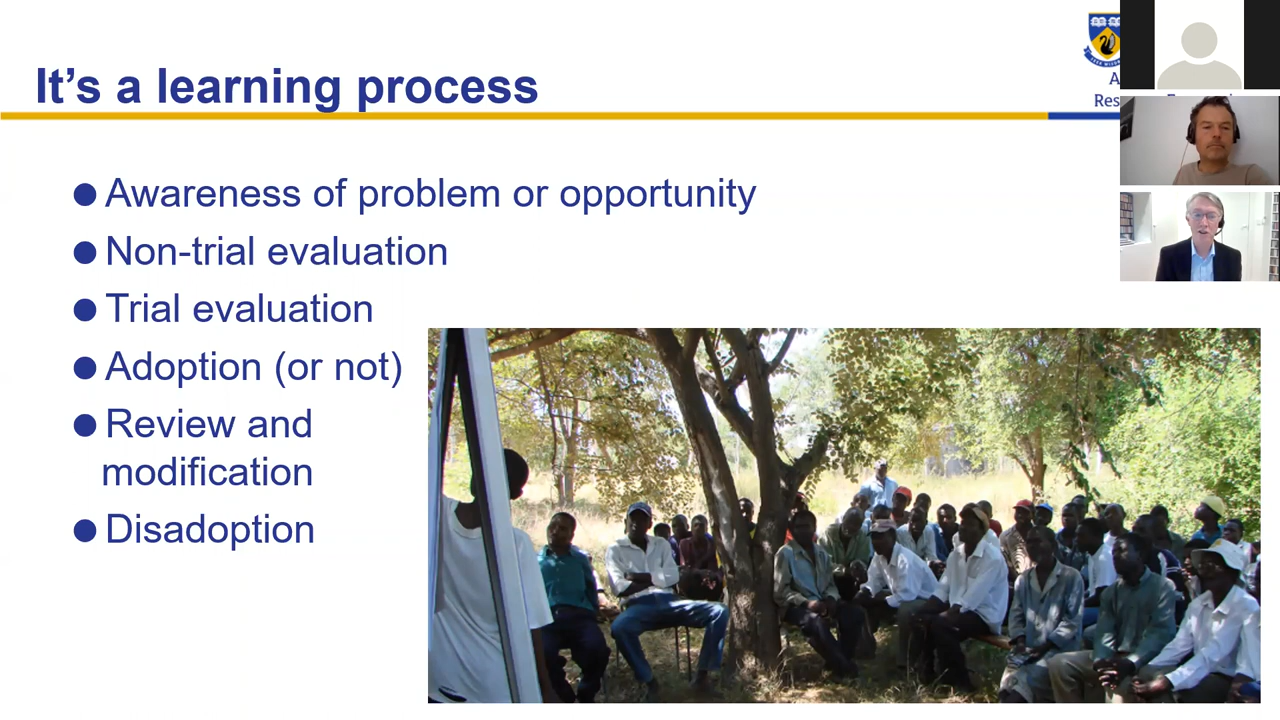 It's a learning process
● Awareness of problem or opportunity
● Non-trial evaluation
● Trial evaluation
● Adoption (or not)
● Review and
modification
● Disadoption